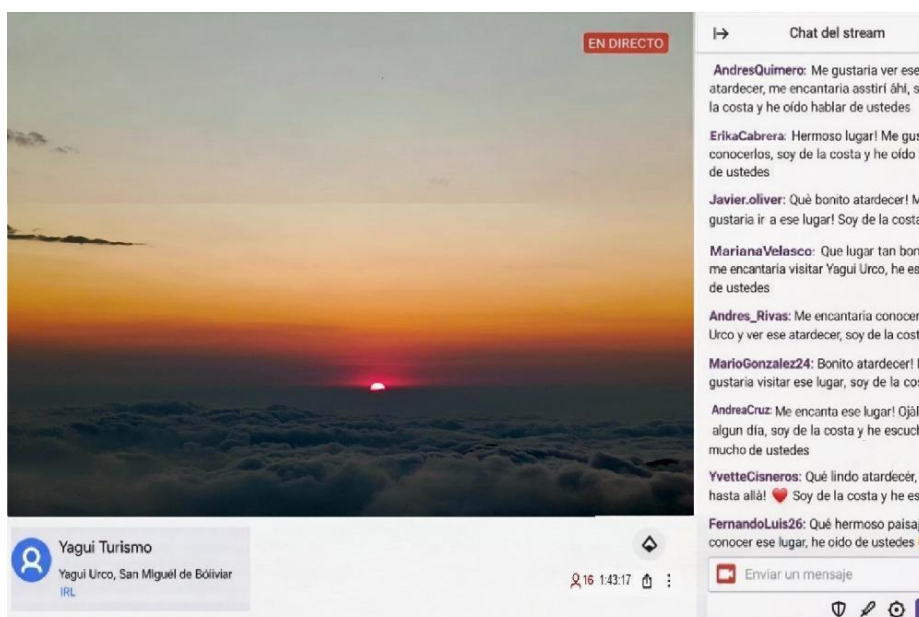 EN DIRECTO
Chat del stream
AndresQuimero: Me gustaria ver ese
atardecer, me encantaria asstirí áhí, s
la costa y he oído hablar de ustedes
ErikaCabrera: Hermoso lugar! Me gus
conocerlos, soy de la costa y he oído
de ustedes
Javier.oliver: Què bonito atardecer! M
gustaria ir a ese lugar! Soy de la costa
MarianaVelasco: Que lugar tan bon
me encantaria visitar Yagui Urco, he es
de ustedes
Andres_Rivas: Me encantaria conocer
Urco y ver ese atardecer, soy de la cost
MarioGonzalez24: Bonito atardecer!
gustaria visitar ese lugar, soy de la cos
AndreaCruz: Me encanta ese lugar! Ojàl
algun día, soy de la costa y he escuch
mucho de ustedes
YvetteCisneros: Qué lindo atardecér,
hasta allà! ❤️ Soy de la costa y he es
FernandoLuis26: Qué hermoso paisaj
conocer ese lugar, he oido de ustedes
Enviar un mensaje
Yagui Turismo
Yagui Urco, San Miguél de Bóliviar
IRL
16 1:43:17